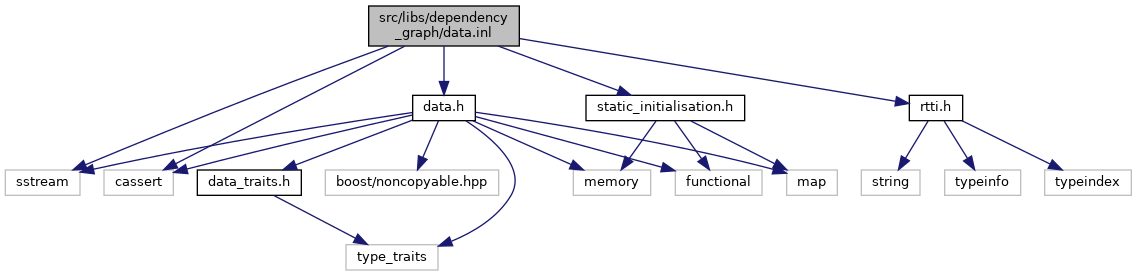 src/libs/dependency
_graph/data.inl
data.h
static_initialisation.h
rtti.h
sstream
cassert
data_traits.h
boost/noncopyable.hpp
memory
functional
map
string
typeinfo
typeindex
type_traits